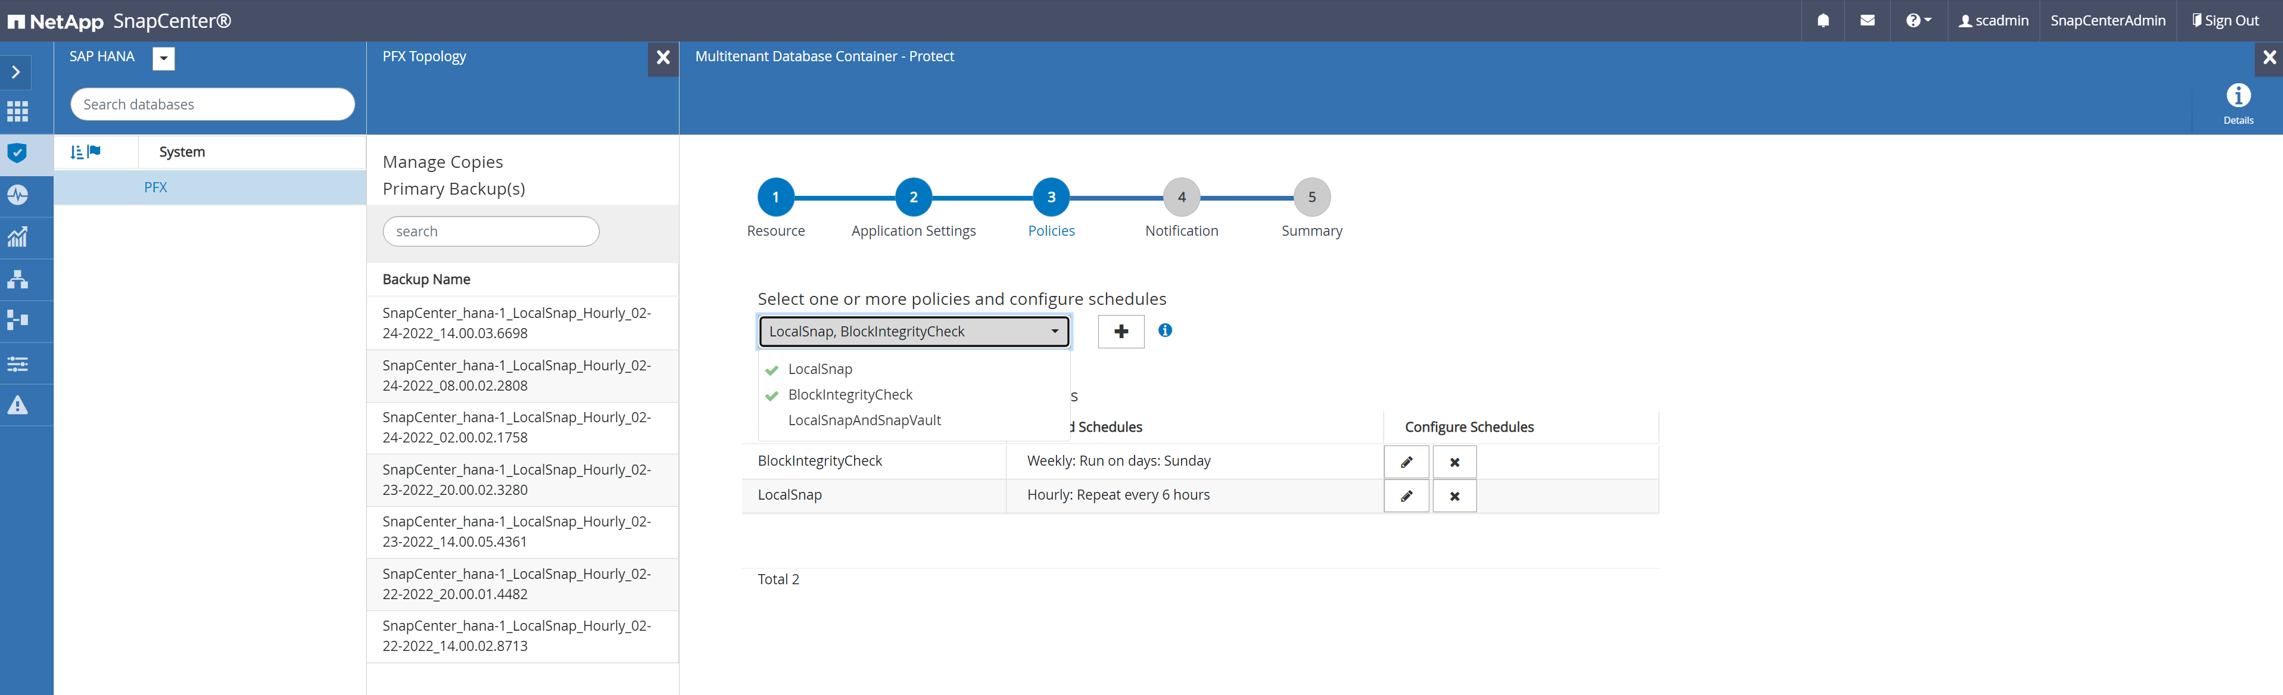 NetApp SnapCenter®
scadmin
SnapCenterAdmin
Sign Out
SAP HANA
Search databases
System
PFX
PFX Topology
Manage Copies
Primary Backup(s)
search
Backup Name
SnapCenter_hana-1_LocalSnap_Hourly_02-
24-2022_14.00.03.6698
SnapCenter_hana-1_LocalSnap_Hourly_02-
24-2022_08.00.02.2808
SnapCenter_hana-1_LocalSnap_Hourly_02-
24-2022_02.00.02.1758
SnapCenter_hana-1_LocalSnap_Hourly_02-
23-2022_20.00.02.3280
SnapCenter_hana-1_LocalSnap_Hourly_02-
23-2022_14.00.05.4361
SnapCenter_hana-1_LocalSnap_Hourly_02-
22-2022_20.00.01.4482
SnapCenter_hana-1_LocalSnap_Hourly_02-
22-2022_14.00.02.8713
Multitenant Database Container - Protect
Details
1 2 3 4 5
Resource Application Settings Policies Notification Summary
Select one or more policies and configure schedules
LocalSnap, BlockIntegrityCheck
LocalSnap
BlockIntegrityCheck
LocalSnapAndSnapVault
s
d Schedules Configure Schedules
BlockIntegrityCheck Weekly: Run on days: Sunday
LocalSnap Hourly: Repeat every 6 hours
Total 2